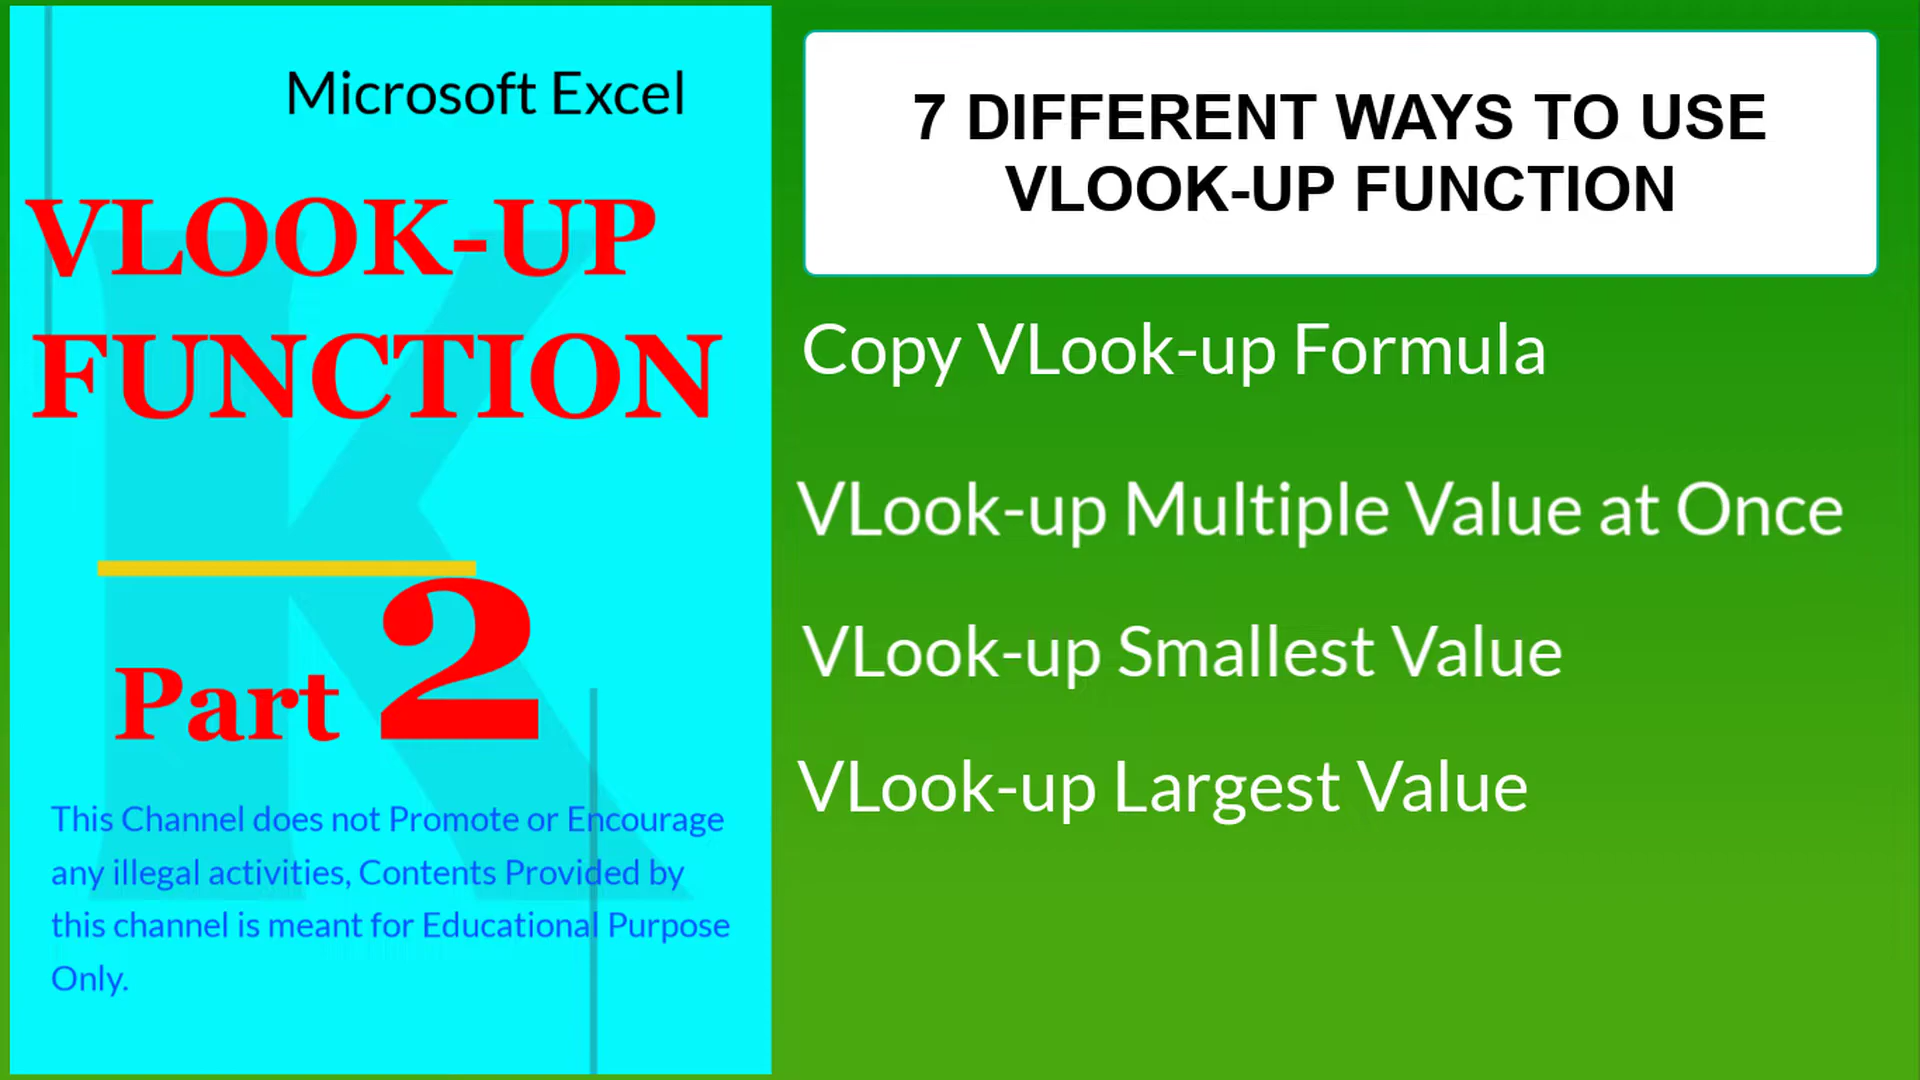 Microsoft Excel
VLOOK-UP
FUNCTION
Part 2
This Channel does not Promote or Encourage
any illegal activities, Contents Provided by
this channel is meant for Educational Purpose
Only.
7 DIFFERENT WAYS TO USE
VLOOK-UP FUNCTION
Copy VLook-up Formula
VLook-up Multiple Value at Once
VLook-up Smallest Value
VLook-up Largest Value